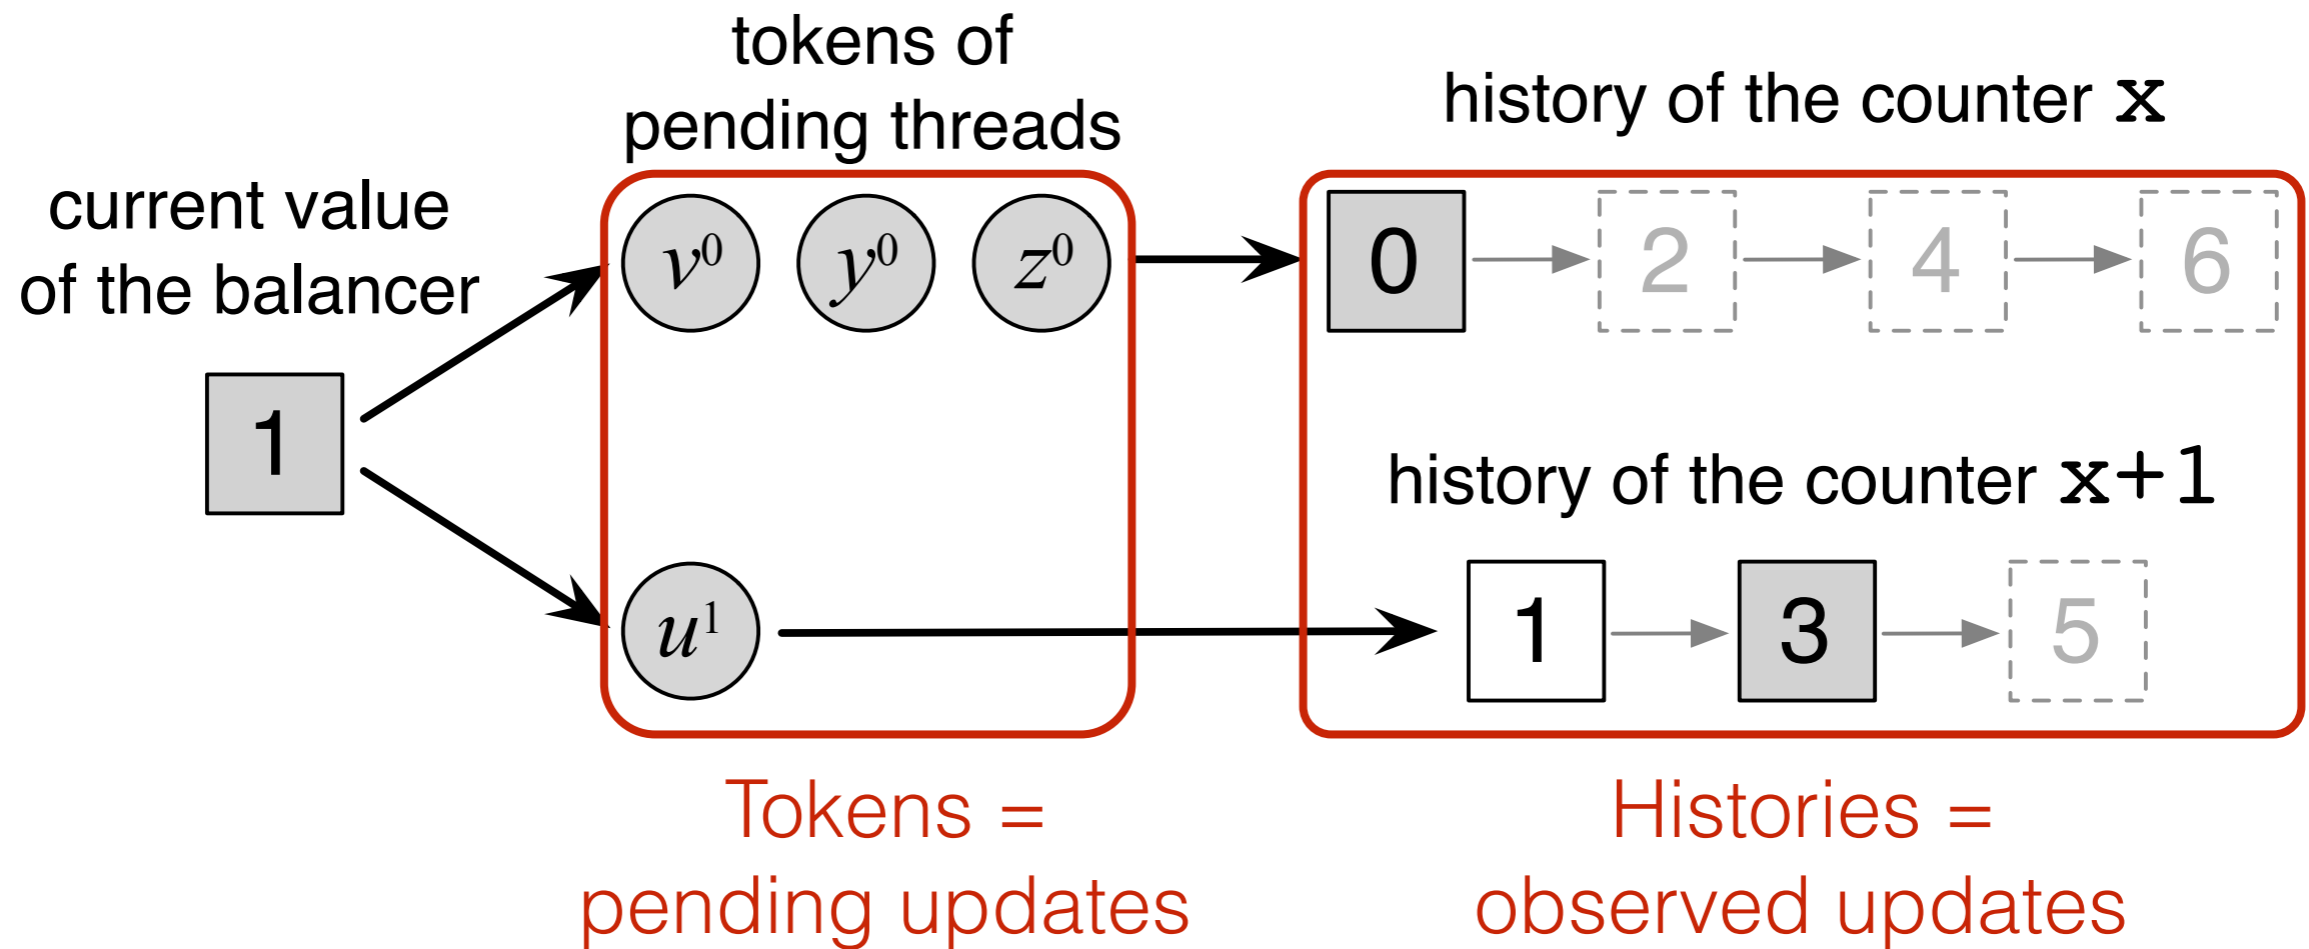 tokens of
pending threads
history of the counter x
current value
of the balancer
v⁰ y⁰ z⁰
0 2 4 6
1
history of the counter x+1
u¹
1 3 5
Tokens =
pending updates
Histories =
observed updates